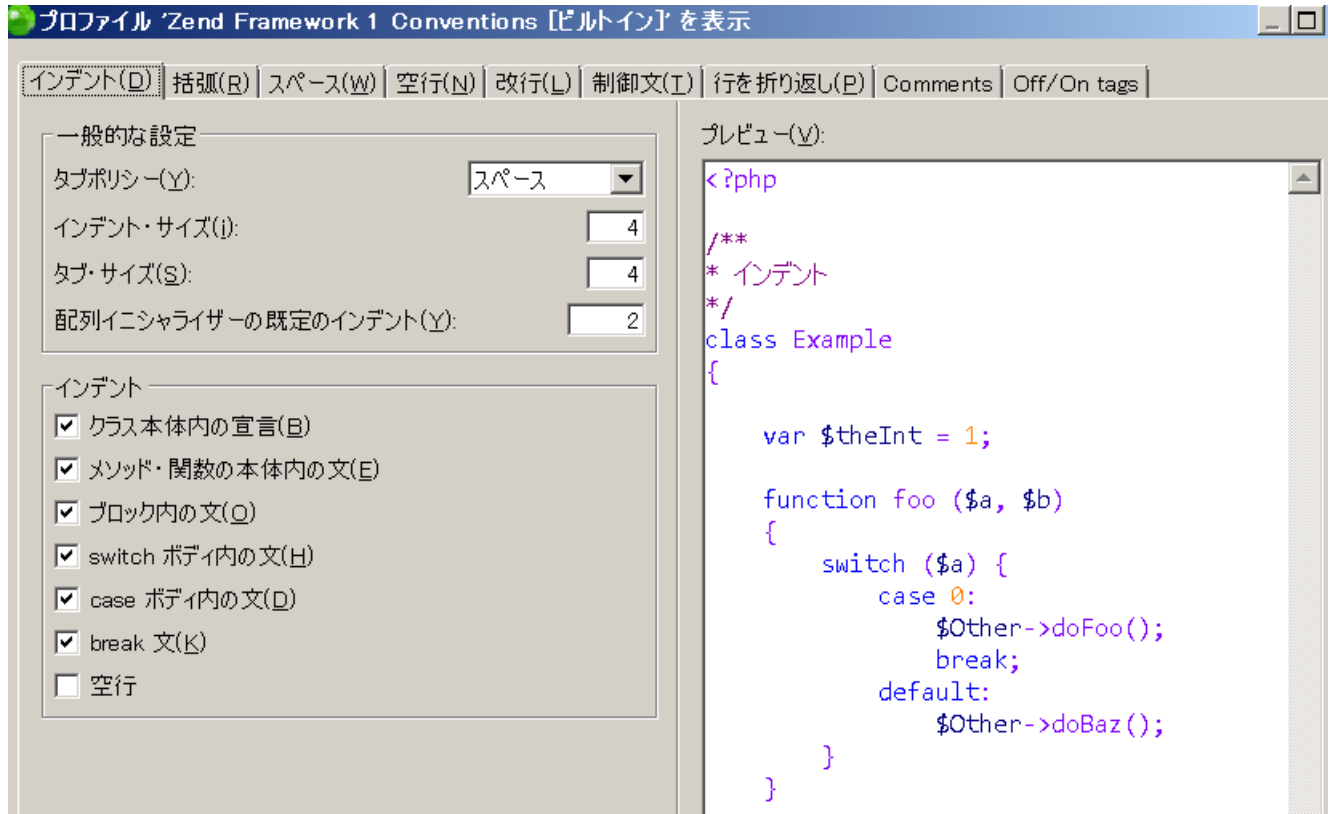 プロファイル 'Zend Framework 1 Conventions [ビルトイン]' を表示
インデント(D) 括弧(R) スペース(W) 空行(N) 改行(L) 制御文(T) 行を折り返し(P) Comments Off/On tags
一般的な設定
タブポリシー(Y): スペース
インデント・サイズ(i): 4
タブ・サイズ(S): 4
配列イニシャライザーの既定のインデント(Y): 2
インデント
クラス本体内の宣言(B)
メソッド・関数の本体内の文(E)
ブロック内の文(O)
switch ボディ内の文(H)
case ボディ内の文(D)
break 文(K)
空行
プレビュー(V):
<?php
/**
* インデント
*/
class Example
{
var $theInt = 1;
function foo ($a, $b)
{
switch ($a) {
case 0:
$Other->doFoo();
break;
default:
$Other->doBaz();
}
}